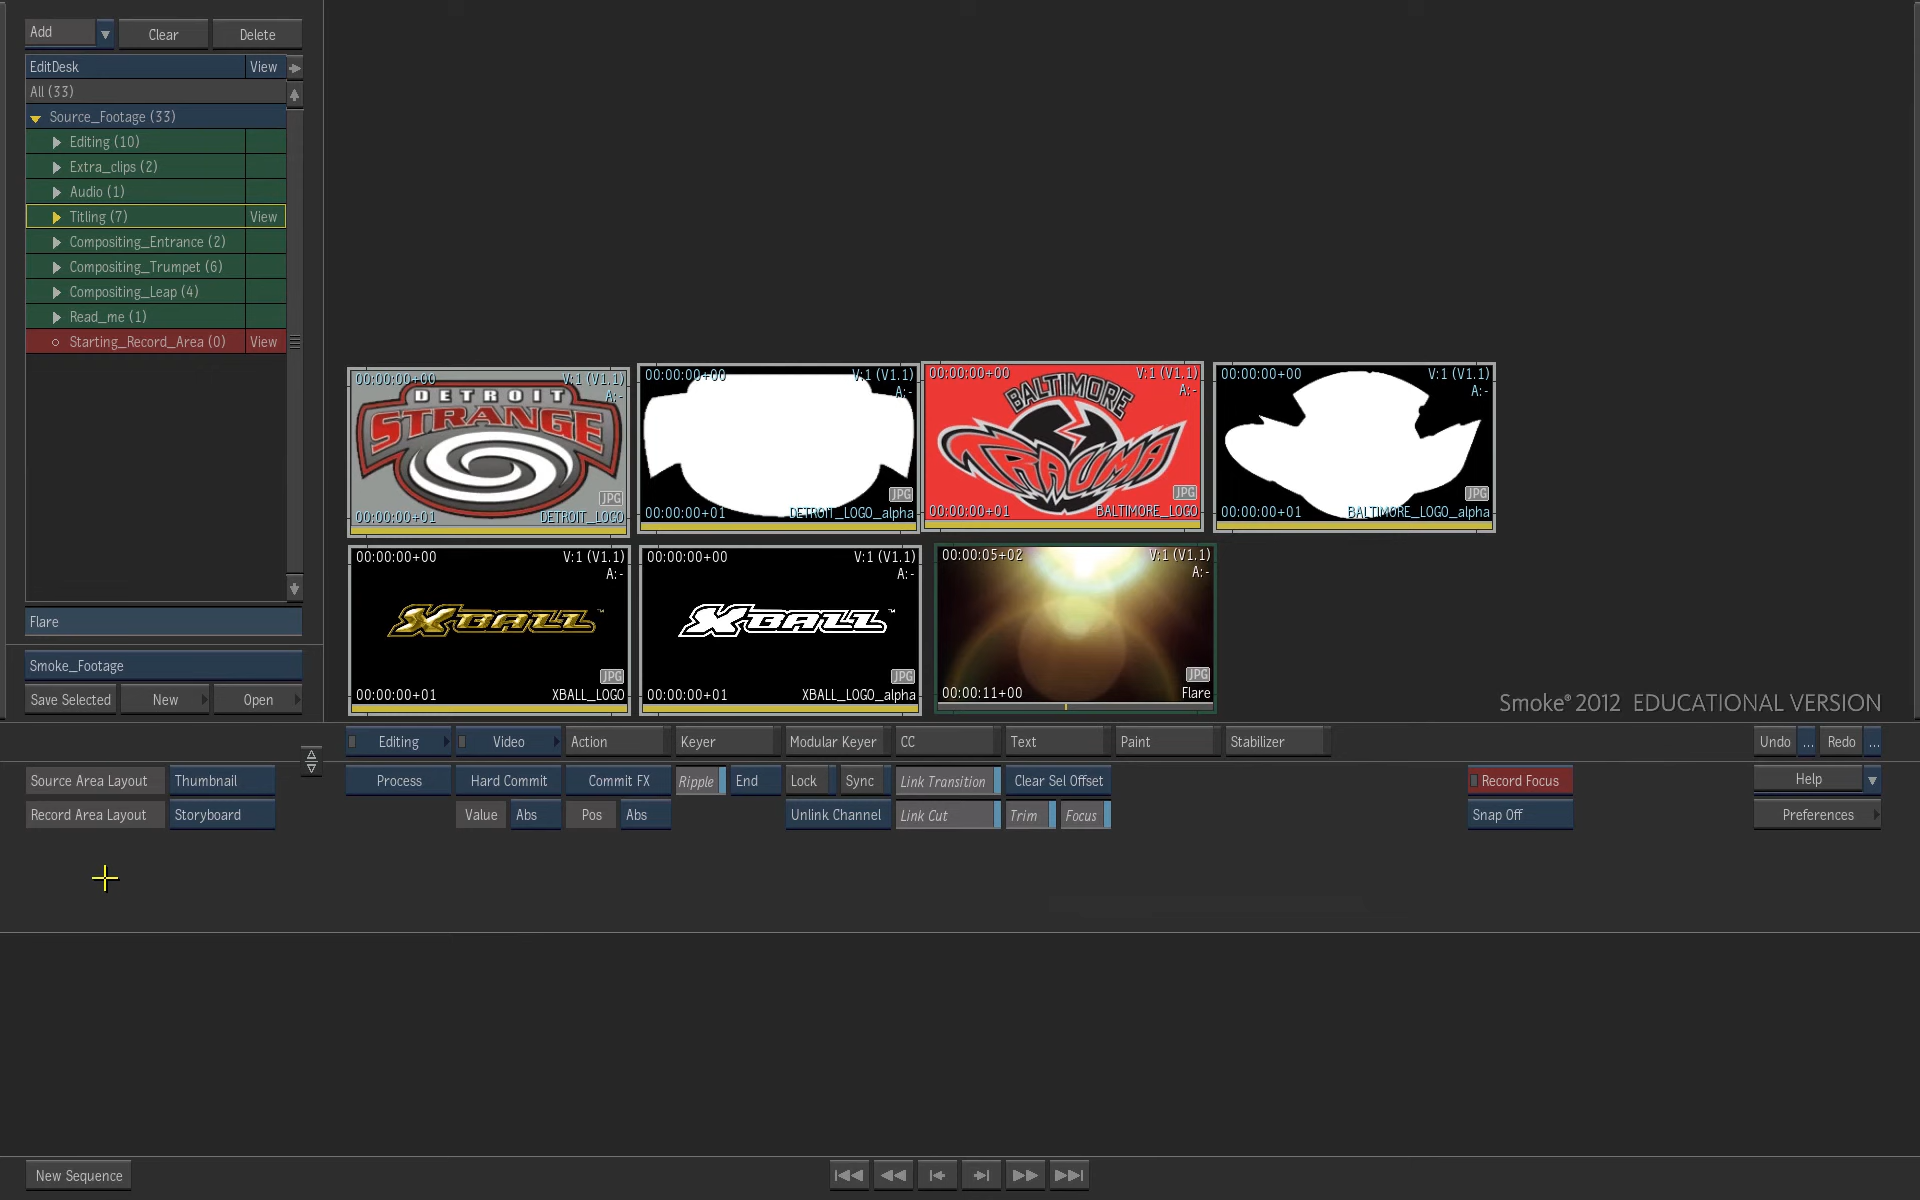 Add
Clear
Delete
EditDesk
View
All (33)
Source_Footage (33)
Editing (10)
Extra_clips (2)
Audio (1)
Titling (7)
View
Compositing_Entrance (2)
Compositing_Trumpet (6)
Compositing_Leap (4)
Read_me (1)
Starting_Record_Area (0)
View
Flare
Smoke_Footage
Save Selected
New
Open
00:00:00+00
V:1 (V1.1)
A:-
DETROIT
STRANGE
JPG
00:00:00+01
DETROIT_LOGO
00:00:00+00
V:1 (V1.1)
A:-
JPG
00:00:00+01
DETROIT_LOGO_alpha
00:00:00+00
V:1 (V1.1)
A:-
BALTIMORE
TRAUMA
JPG
00:00:00+01
BALTIMORE_LOGO
00:00:00+00
V:1 (V1.1)
A:-
JPG
00:00:00+01
BALTIMORE_LOGO_alpha
00:00:00+00
V:1 (V1.1)
A:-
XBALL™
JPG
00:00:00+01
XBALL_LOGO
00:00:00+00
V:1 (V1.1)
A:-
XBALL™
JPG
00:00:00+01
XBALL_LOGO_alpha
00:00:05+02
V:1 (V1.1)
A:-
JPG
00:00:11+00
Flare
Smoke® 2012 EDUCATIONAL VERSION
Editing
Video
Action
Keyer
Modular Keyer
CC
Text
Paint
Stabilizer
Undo
...
Redo
...
Source Area Layout
Thumbnail
Process
Hard Commit
Commit FX
Ripple
End
Lock
Sync
Link Transition
Clear Sel Offset
Record Focus
Help
Record Area Layout
Storyboard
Value
Abs
Pos
Abs
Unlink Channel
Link Cut
Trim
Focus
Snap Off
Preferences
New Sequence